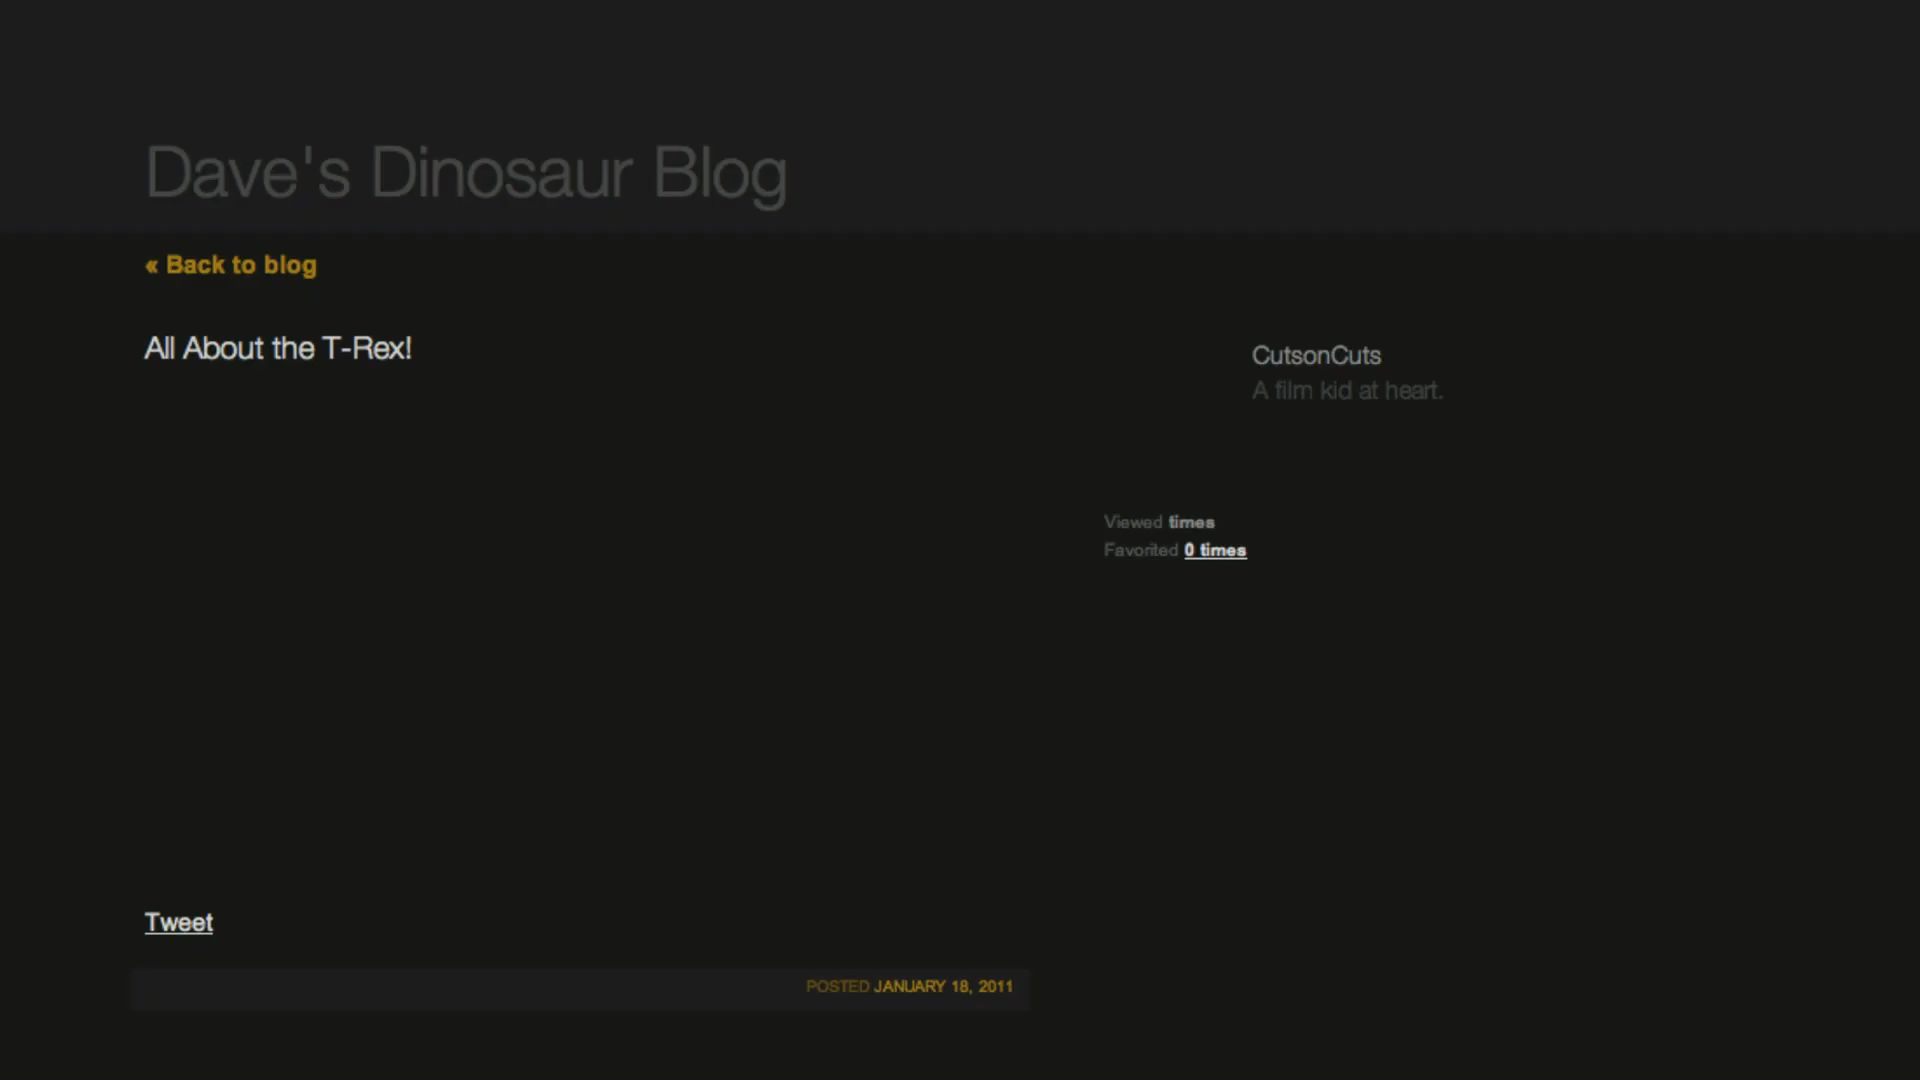 Dave's Dinosaur Blog
« Back to blog
All About the T-Rex!
CutsonCuts
A film kid at heart.
Viewed times
Favorited 0 times
Tweet
POSTED JANUARY 18, 2011